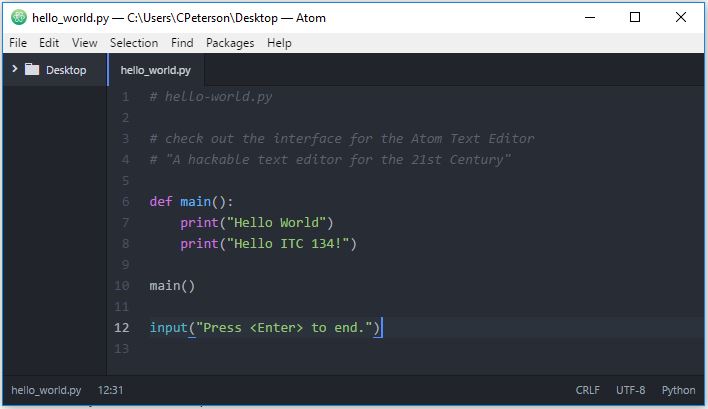 hello_world.py — C:\Users\CPeterson\Desktop — Atom
File Edit View Selection Find Packages Help
Desktop
hello_world.py
1 # hello-world.py
2
3 # check out the interface for the Atom Text Editor
4 # "A hackable text editor for the 21st Century"
5
6 def main():
7     print("Hello World")
8     print("Hello ITC 134!")
9
10 main()
11
12 input("Press <Enter> to end.")
13
hello_world.py 12:31 CRLF UTF-8 Python